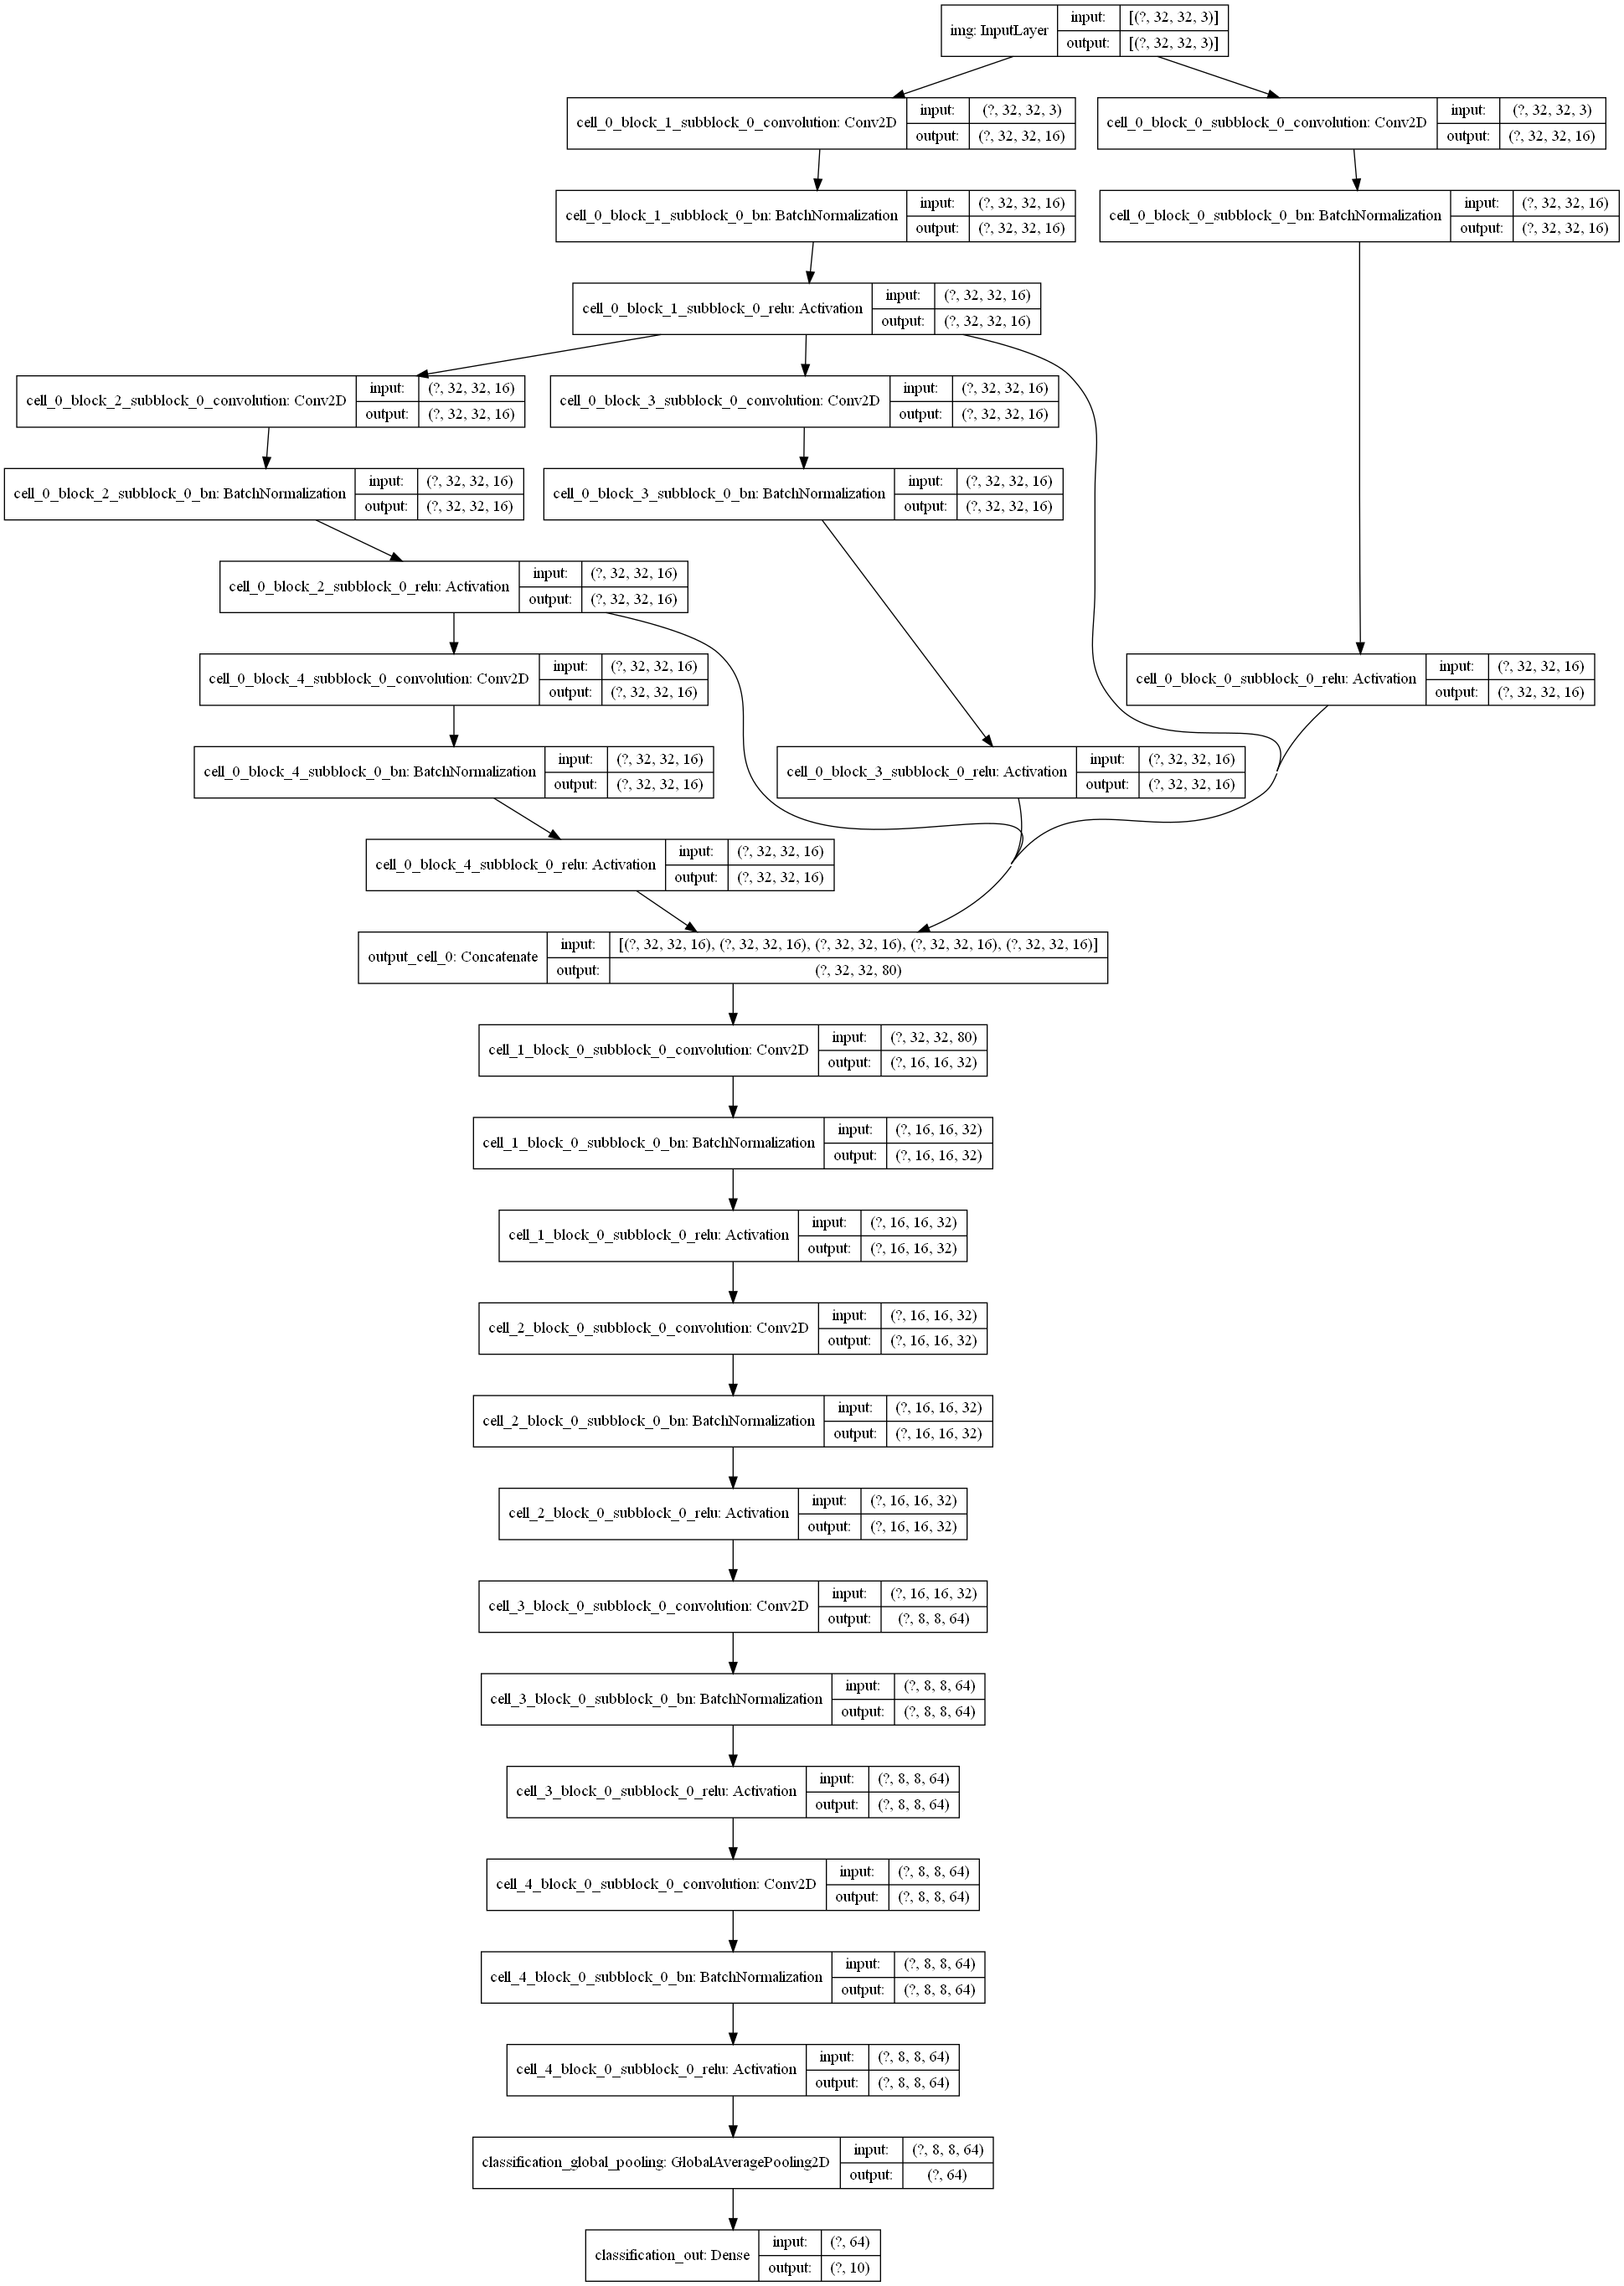 img: InputLayer
input:
[(?, 32, 32, 3)]
output:
[(?, 32, 32, 3)]
cell_0_block_1_subblock_0_convolution: Conv2D
input:
(?, 32, 32, 3)
output:
(?, 32, 32, 16)
cell_0_block_0_subblock_0_convolution: Conv2D
input:
(?, 32, 32, 3)
output:
(?, 32, 32, 16)
cell_0_block_1_subblock_0_bn: BatchNormalization
input:
(?, 32, 32, 16)
output:
(?, 32, 32, 16)
cell_0_block_0_subblock_0_bn: BatchNormalization
input:
(?, 32, 32, 16)
output:
(?, 32, 32, 16)
cell_0_block_1_subblock_0_relu: Activation
input:
(?, 32, 32, 16)
output:
(?, 32, 32, 16)
cell_0_block_2_subblock_0_convolution: Conv2D
input:
(?, 32, 32, 16)
output:
(?, 32, 32, 16)
cell_0_block_3_subblock_0_convolution: Conv2D
input:
(?, 32, 32, 16)
output:
(?, 32, 32, 16)
cell_0_block_2_subblock_0_bn: BatchNormalization
input:
(?, 32, 32, 16)
output:
(?, 32, 32, 16)
cell_0_block_3_subblock_0_bn: BatchNormalization
input:
(?, 32, 32, 16)
output:
(?, 32, 32, 16)
cell_0_block_2_subblock_0_relu: Activation
input:
(?, 32, 32, 16)
output:
(?, 32, 32, 16)
cell_0_block_4_subblock_0_convolution: Conv2D
input:
(?, 32, 32, 16)
output:
(?, 32, 32, 16)
cell_0_block_0_subblock_0_relu: Activation
input:
(?, 32, 32, 16)
output:
(?, 32, 32, 16)
cell_0_block_4_subblock_0_bn: BatchNormalization
input:
(?, 32, 32, 16)
output:
(?, 32, 32, 16)
cell_0_block_3_subblock_0_relu: Activation
input:
(?, 32, 32, 16)
output:
(?, 32, 32, 16)
cell_0_block_4_subblock_0_relu: Activation
input:
(?, 32, 32, 16)
output:
(?, 32, 32, 16)
output_cell_0: Concatenate
input:
[(?, 32, 32, 16), (?, 32, 32, 16), (?, 32, 32, 16), (?, 32, 32, 16), (?, 32, 32, 16)]
output:
(?, 32, 32, 80)
cell_1_block_0_subblock_0_convolution: Conv2D
input:
(?, 32, 32, 80)
output:
(?, 16, 16, 32)
cell_1_block_0_subblock_0_bn: BatchNormalization
input:
(?, 16, 16, 32)
output:
(?, 16, 16, 32)
cell_1_block_0_subblock_0_relu: Activation
input:
(?, 16, 16, 32)
output:
(?, 16, 16, 32)
cell_2_block_0_subblock_0_convolution: Conv2D
input:
(?, 16, 16, 32)
output:
(?, 16, 16, 32)
cell_2_block_0_subblock_0_bn: BatchNormalization
input:
(?, 16, 16, 32)
output:
(?, 16, 16, 32)
cell_2_block_0_subblock_0_relu: Activation
input:
(?, 16, 16, 32)
output:
(?, 16, 16, 32)
cell_3_block_0_subblock_0_convolution: Conv2D
input:
(?, 16, 16, 32)
output:
(?, 8, 8, 64)
cell_3_block_0_subblock_0_bn: BatchNormalization
input:
(?, 8, 8, 64)
output:
(?, 8, 8, 64)
cell_3_block_0_subblock_0_relu: Activation
input:
(?, 8, 8, 64)
output:
(?, 8, 8, 64)
cell_4_block_0_subblock_0_convolution: Conv2D
input:
(?, 8, 8, 64)
output:
(?, 8, 8, 64)
cell_4_block_0_subblock_0_bn: BatchNormalization
input:
(?, 8, 8, 64)
output:
(?, 8, 8, 64)
cell_4_block_0_subblock_0_relu: Activation
input:
(?, 8, 8, 64)
output:
(?, 8, 8, 64)
classification_global_pooling: GlobalAveragePooling2D
input:
(?, 8, 8, 64)
output:
(?, 64)
classification_out: Dense
input:
(?, 64)
output:
(?, 10)